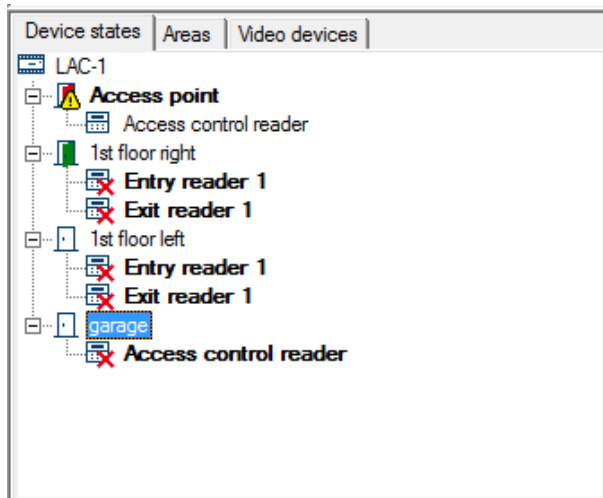 Device states Areas Video devices
LAC-1
Access point
Access control reader
1st floor right
Entry reader 1
Exit reader 1
1st floor left
Entry reader 1
Exit reader 1
garage
Access control reader